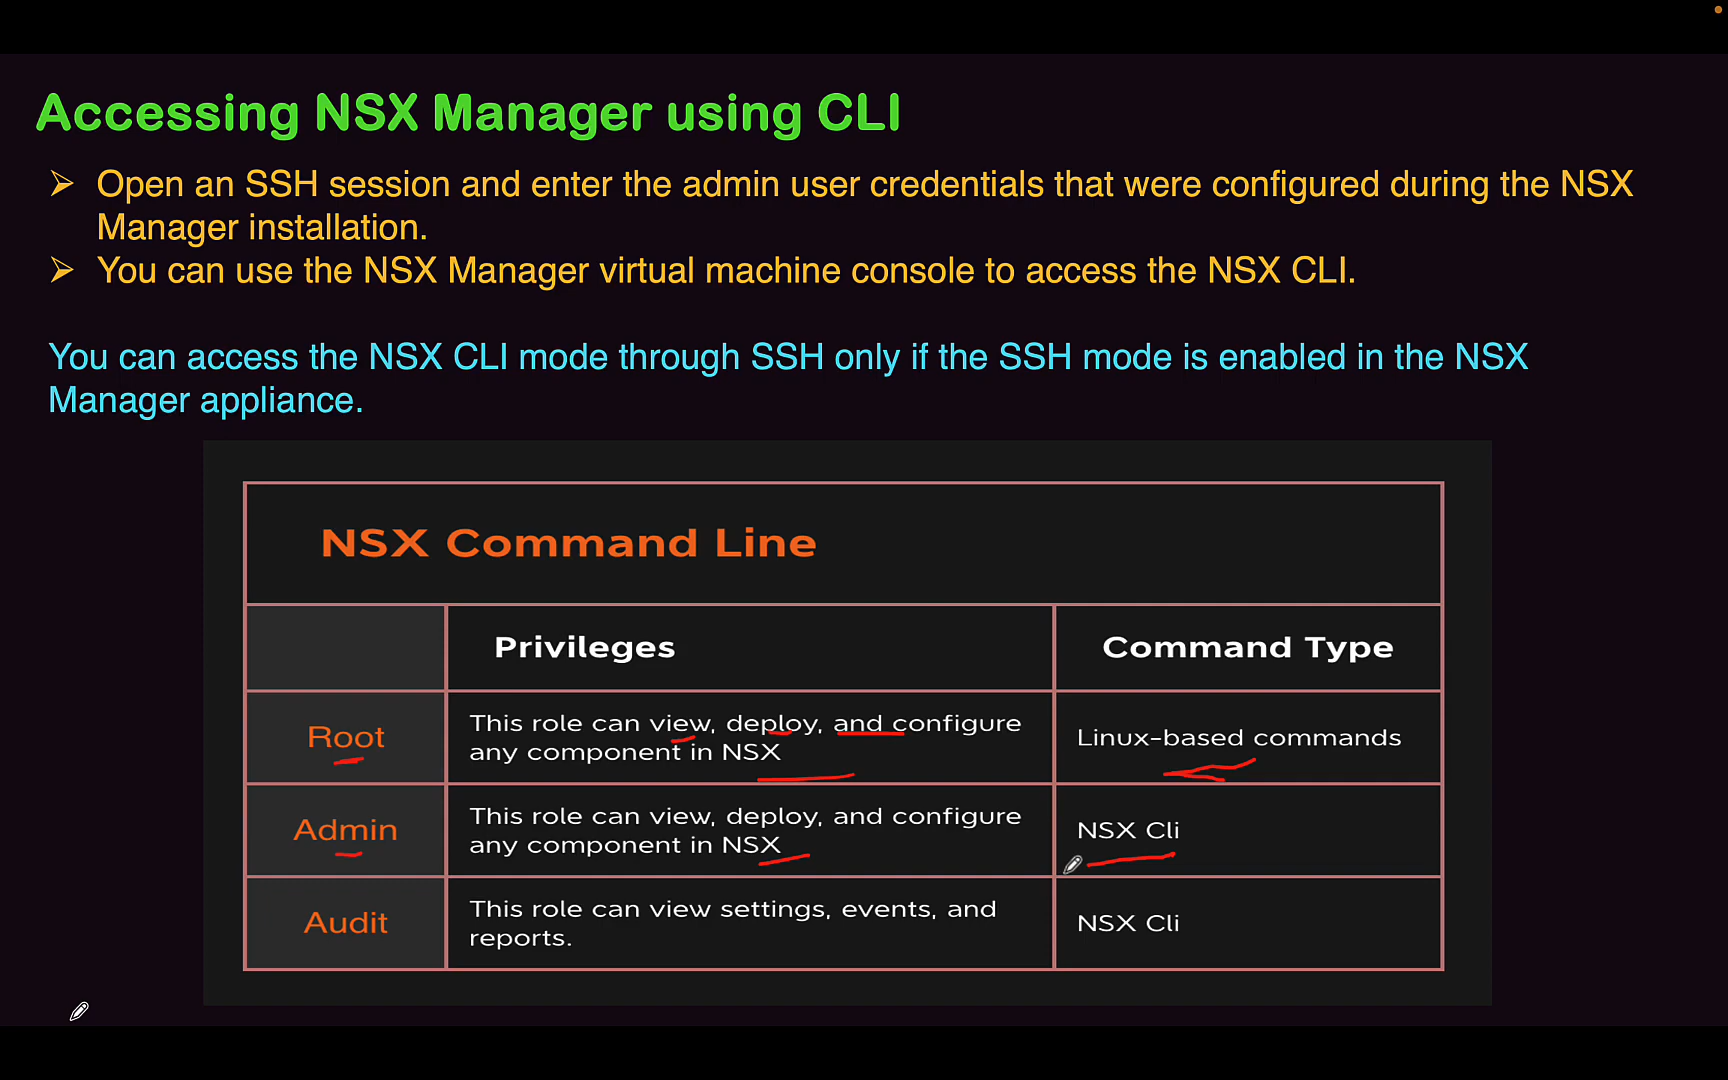 Accessing NSX Manager using CLI
Open an SSH session and enter the admin user credentials that were configured during the NSX
Manager installation.
You can use the NSX Manager virtual machine console to access the NSX CLI.
You can access the NSX CLI mode through SSH only if the SSH mode is enabled in the NSX
Manager appliance.
NSX Command Line
Privileges
Command Type
Root
This role can view, deploy, and configure
any component in NSX
Linux-based commands
Admin
This role can view, deploy, and configure
any component in NSX
NSX Cli
Audit
This role can view settings, events, and
reports.
NSX Cli